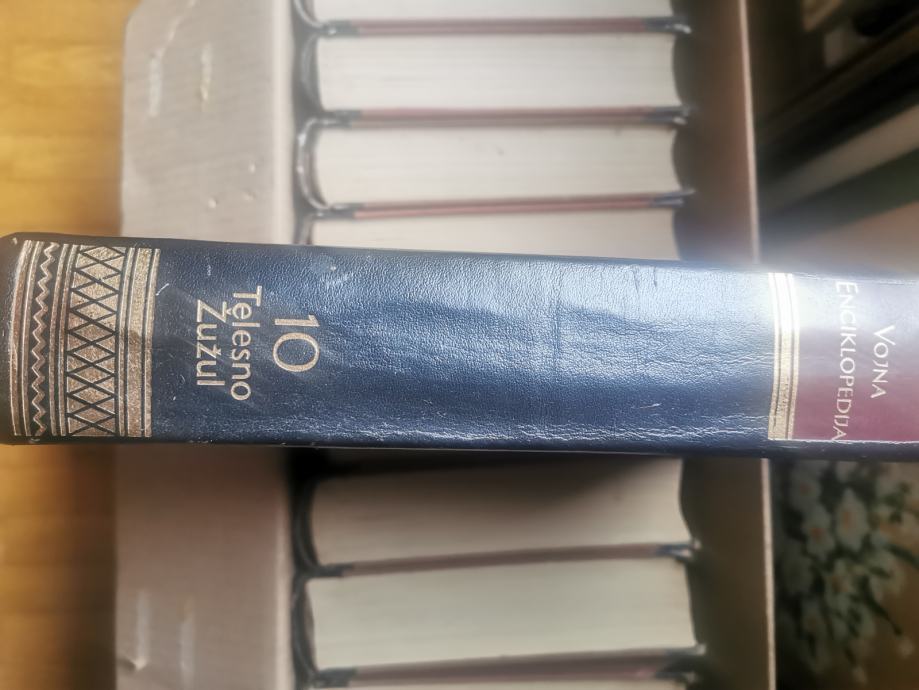 VOJNA
ENCIKLOPEDIJA
10
Telesno
Žužul